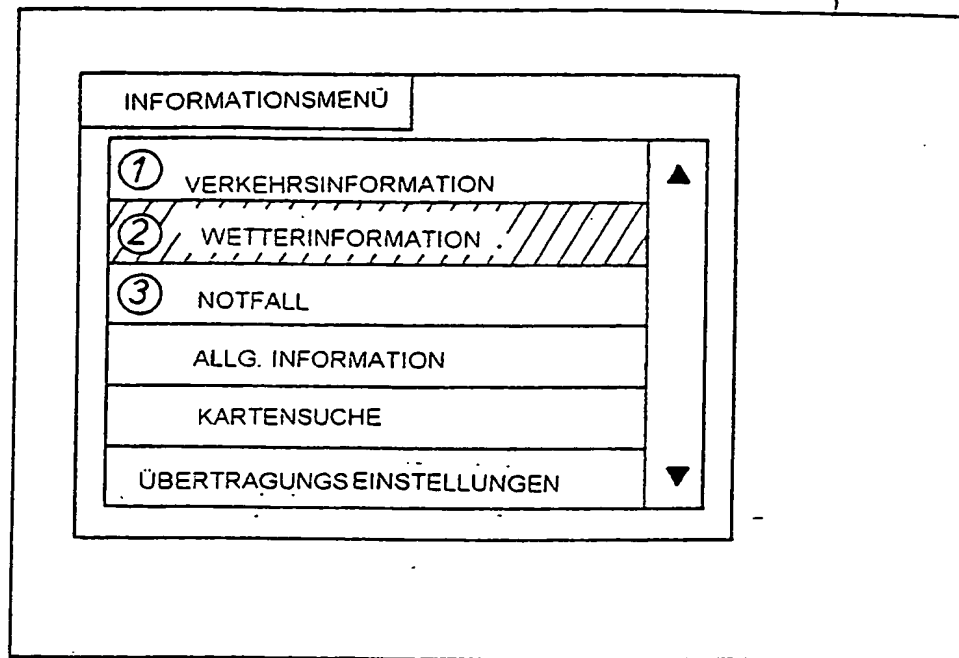 INFORMATIONSMENÜ
① VERKEHRSINFORMATION
② WETTERINFORMATION
③ NOTFALL
ALLG. INFORMATION
KARTENSUCHE
ÜBERTRAGUNGSEINSTELLUNGEN